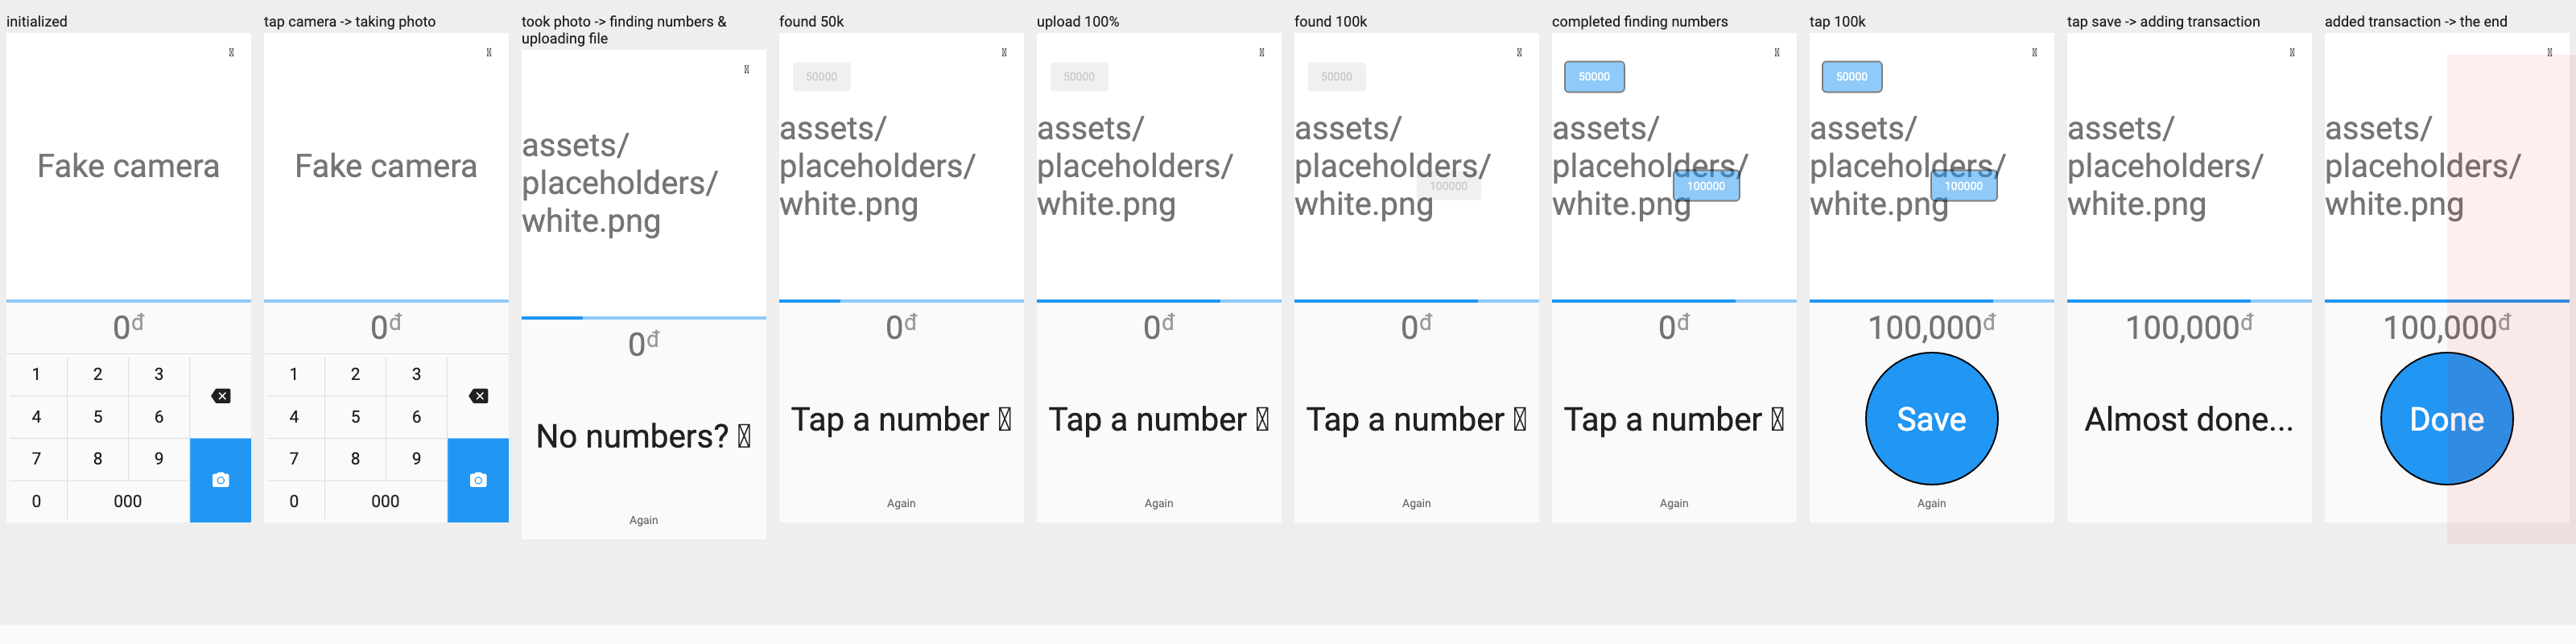 initialized
Fake camera
0đ
1 2 3
4 5 6
7 8 9
0 000
tap camera -> taking photo
Fake camera
0đ
1 2 3
4 5 6
7 8 9
0 000
took photo -> finding numbers &
uploading file
assets/
placeholders/
white.png
0đ
No numbers?
Again
found 50k
50000
assets/
placeholders/
white.png
0đ
Tap a number
Again
upload 100%
50000
assets/
placeholders/
white.png
0đ
Tap a number
Again
found 100k
50000
assets/
placeholders/
100000
white.png
0đ
Tap a number
Again
completed finding numbers
50000
assets/
placeholders/
100000
white.png
0đ
Tap a number
Again
tap 100k
50000
assets/
placeholders/
100000
white.png
100,000đ
Save
Again
tap save -> adding transaction
assets/
placeholders/
white.png
100,000đ
Almost done...
added transaction -> the end
assets/
placeholders/
white.png
100,000đ
Done